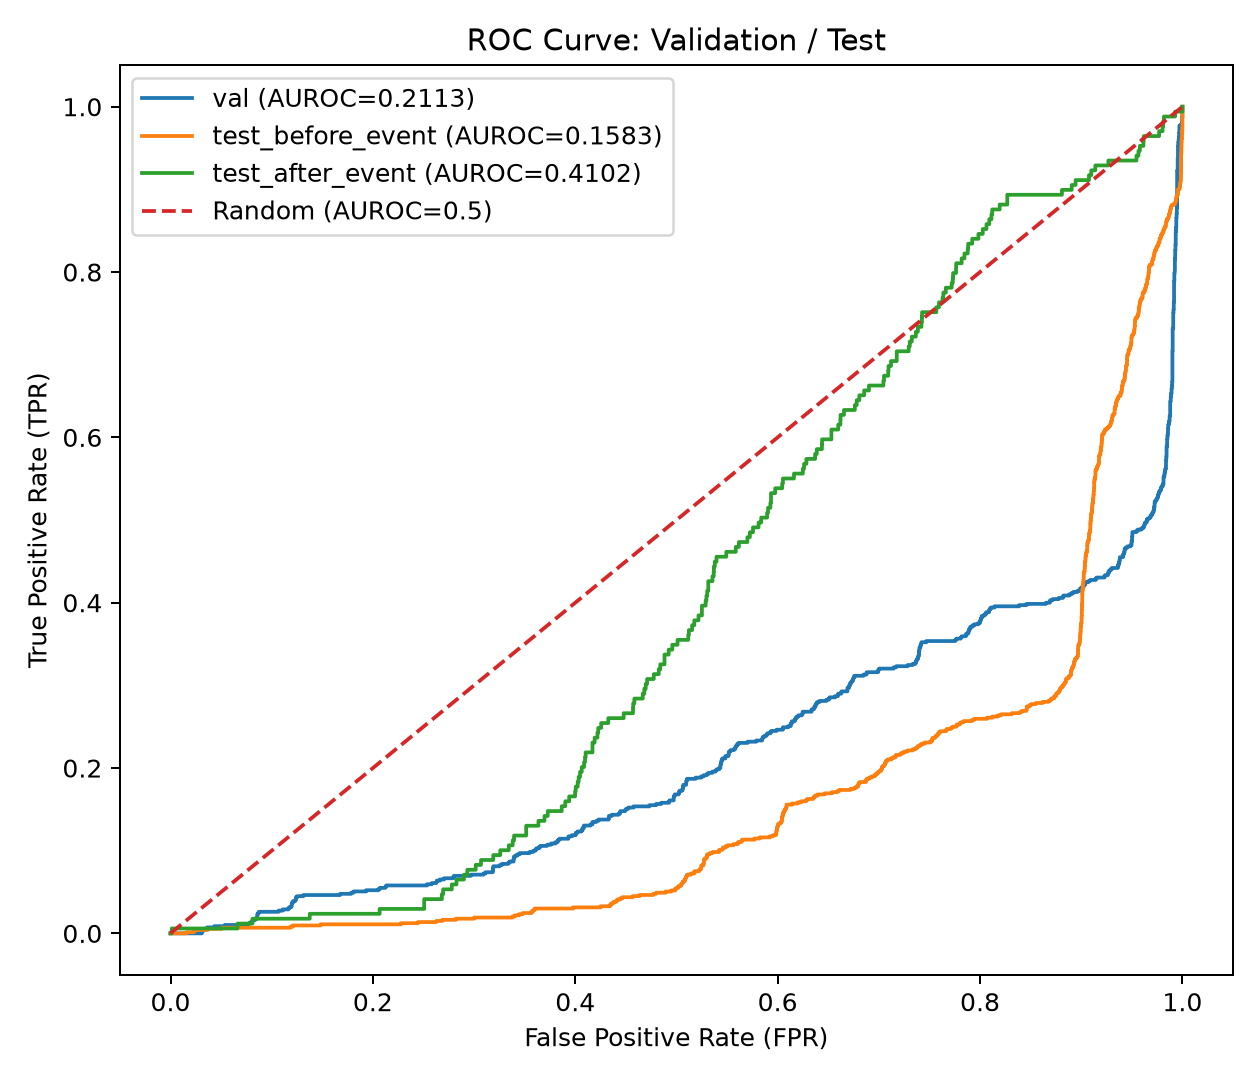 ROC Curve: Validation / Test
val (AUROC=0.2113)
test_before_event (AUROC=0.1583)
test_after_event (AUROC=0.4102)
Random (AUROC=0.5)
True Positive Rate (TPR)
1.0
0.8
0.6
0.4
0.2
0.0
0.0 0.2 0.4 0.6 0.8 1.0
False Positive Rate (FPR)